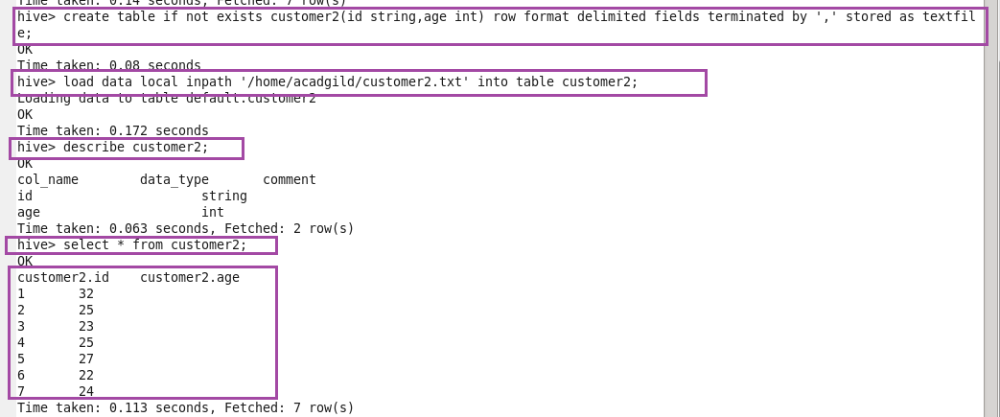 Time taken: 0.14 seconds, Fetched: 7 row(s)
hive> create table if not exists customer2(id string,age int) row format delimited fields terminated by ',' stored as textfil
e;
OK
Time taken: 0.08 seconds
hive> load data local inpath '/home/acadgild/customer2.txt' into table customer2;
Loading data to table default.customer2
OK
Time taken: 0.172 seconds
hive> describe customer2;
OK
col_name        data_type       comment
id                      string
age                     int
Time taken: 0.063 seconds, Fetched: 2 row(s)
hive> select * from customer2;
OK
customer2.id    customer2.age
1       32
2       25
3       23
4       25
5       27
6       22
7       24
Time taken: 0.113 seconds, Fetched: 7 row(s)